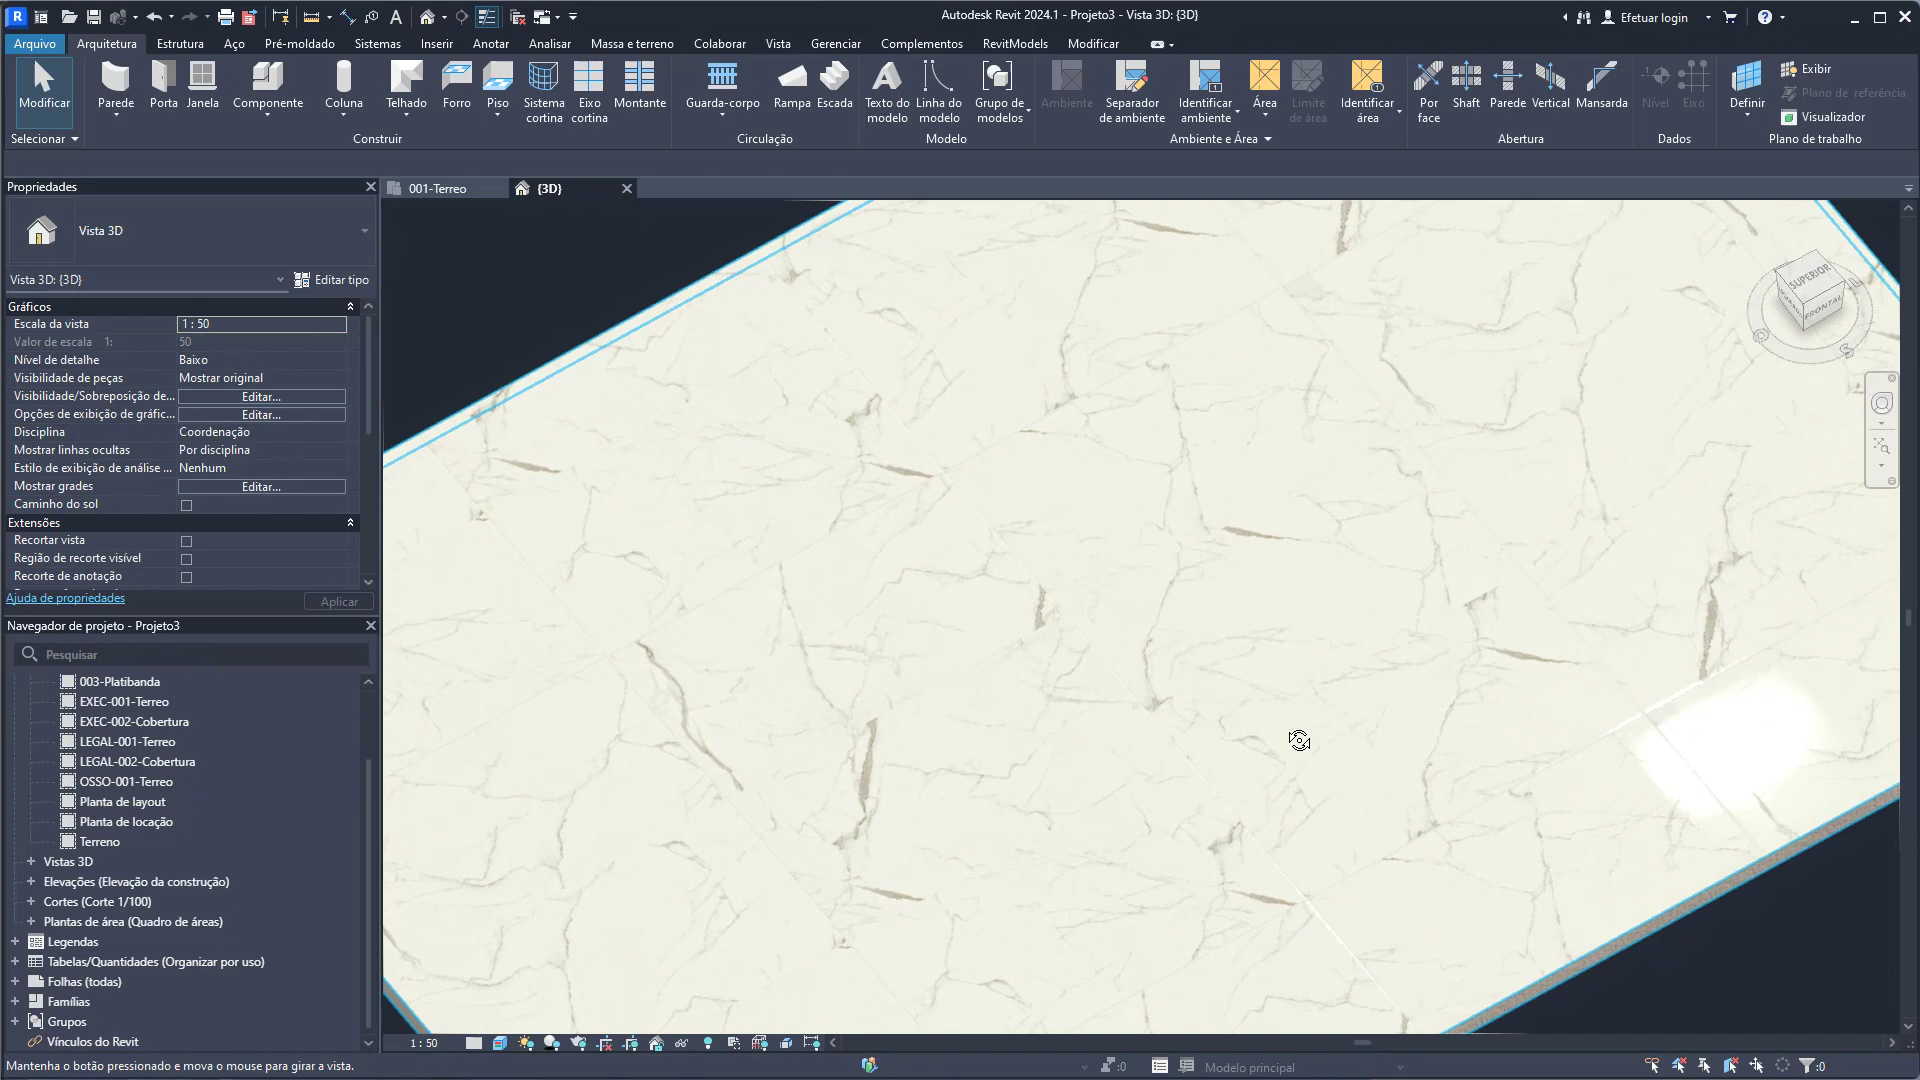 Autodesk Revit 2024.1 - Projeto3 - Vista 3D: {3D}
Efetuar login
Arquivo Arquitetura Estrutura Aço Pré-moldado Sistemas Inserir Anotar Analisar Massa e terreno Colaborar Vista Gerenciar Complementos RevitModels Modificar
Modificar
Parede
Porta
Janela
Componente
Coluna
Telhado
Forro
Piso
Sistema cortina
Eixo cortina
Montante
Guarda-corpo
Rampa
Escada
Texto do modelo
Linha do modelo
Grupo de modelos
Ambiente
Separador de ambiente
Identificar ambiente
Área
Limite de área
Identificar área
Por face
Shaft
Parede
Vertical
Mansarda
Nível
Eixo
Definir
Exibir
Plano de referência
Visualizador
Selecionar
Construir
Circulação
Modelo
Ambiente e Área
Abertura
Dados
Plano de trabalho
Propriedades
001-Terreo
{3D}
Vista 3D
Vista 3D: {3D}
Editar tipo
Gráficos
Escala da vista 1 : 50
Valor de escala 1: 50
Nível de detalhe Baixo
Visibilidade de peças Mostrar original
Visibilidade/Sobreposição de... Editar...
Opções de exibição de gráfic... Editar...
Disciplina Coordenação
Mostrar linhas ocultas Por disciplina
Estilo de exibição de análise ... Nenhum
Mostrar grades Editar...
Caminho do sol
Extensões
Recortar vista
Região de recorte visível
Recorte de anotação
Ajuda de propriedades
Aplicar
Navegador de projeto - Projeto3
Pesquisar
003-Platibanda
EXEC-001-Terreo
EXEC-002-Cobertura
LEGAL-001-Terreo
LEGAL-002-Cobertura
OSSO-001-Terreo
Planta de layout
Planta de locação
Terreno
Vistas 3D
Elevações (Elevação da construção)
Cortes (Corte 1/100)
Plantas de área (Quadro de áreas)
Legendas
Tabelas/Quantidades (Organizar por uso)
Folhas (todas)
Famílias
Grupos
Vínculos do Revit
SUPERIOR
FRONTAL
1 : 50
Mantenha o botão pressionado e mova o mouse para girar a vista.
:0
Modelo principal
:0